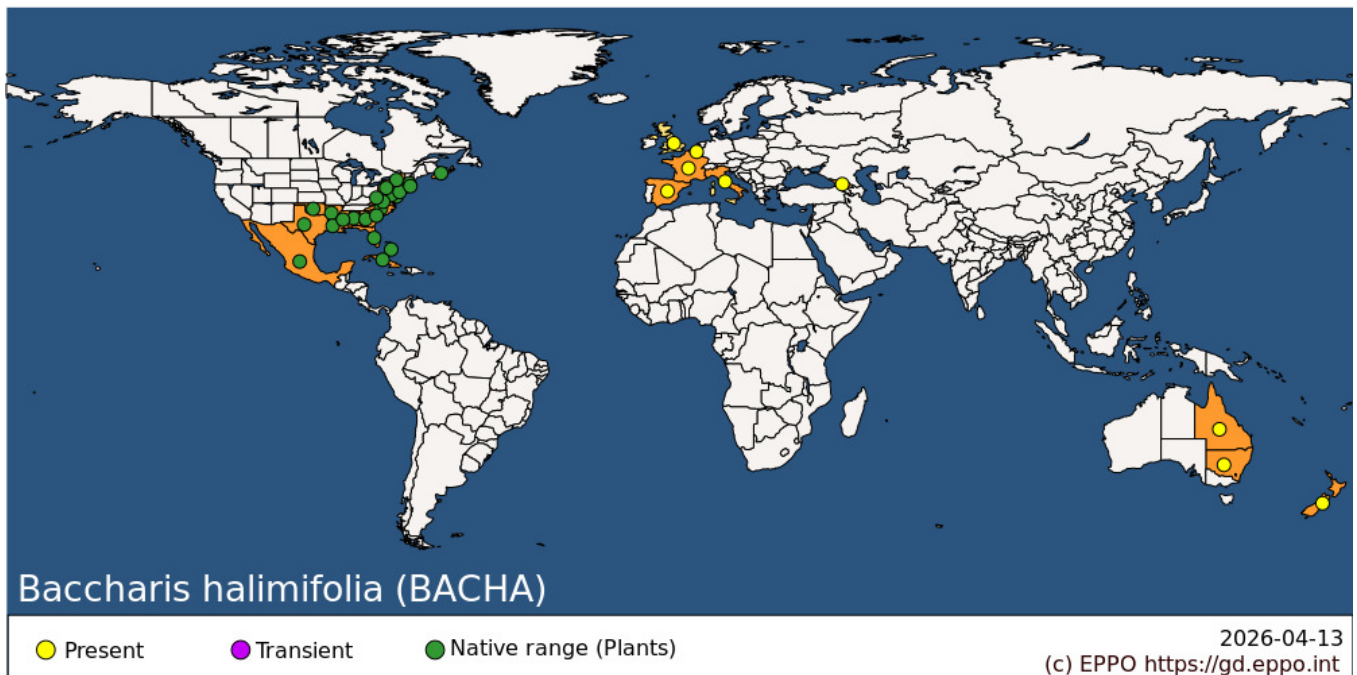 Baccharis halimifolia (BACHA)
Present
Transient
Native range (Plants)
2026-04-13
(c) EPPO https://gd.eppo.int